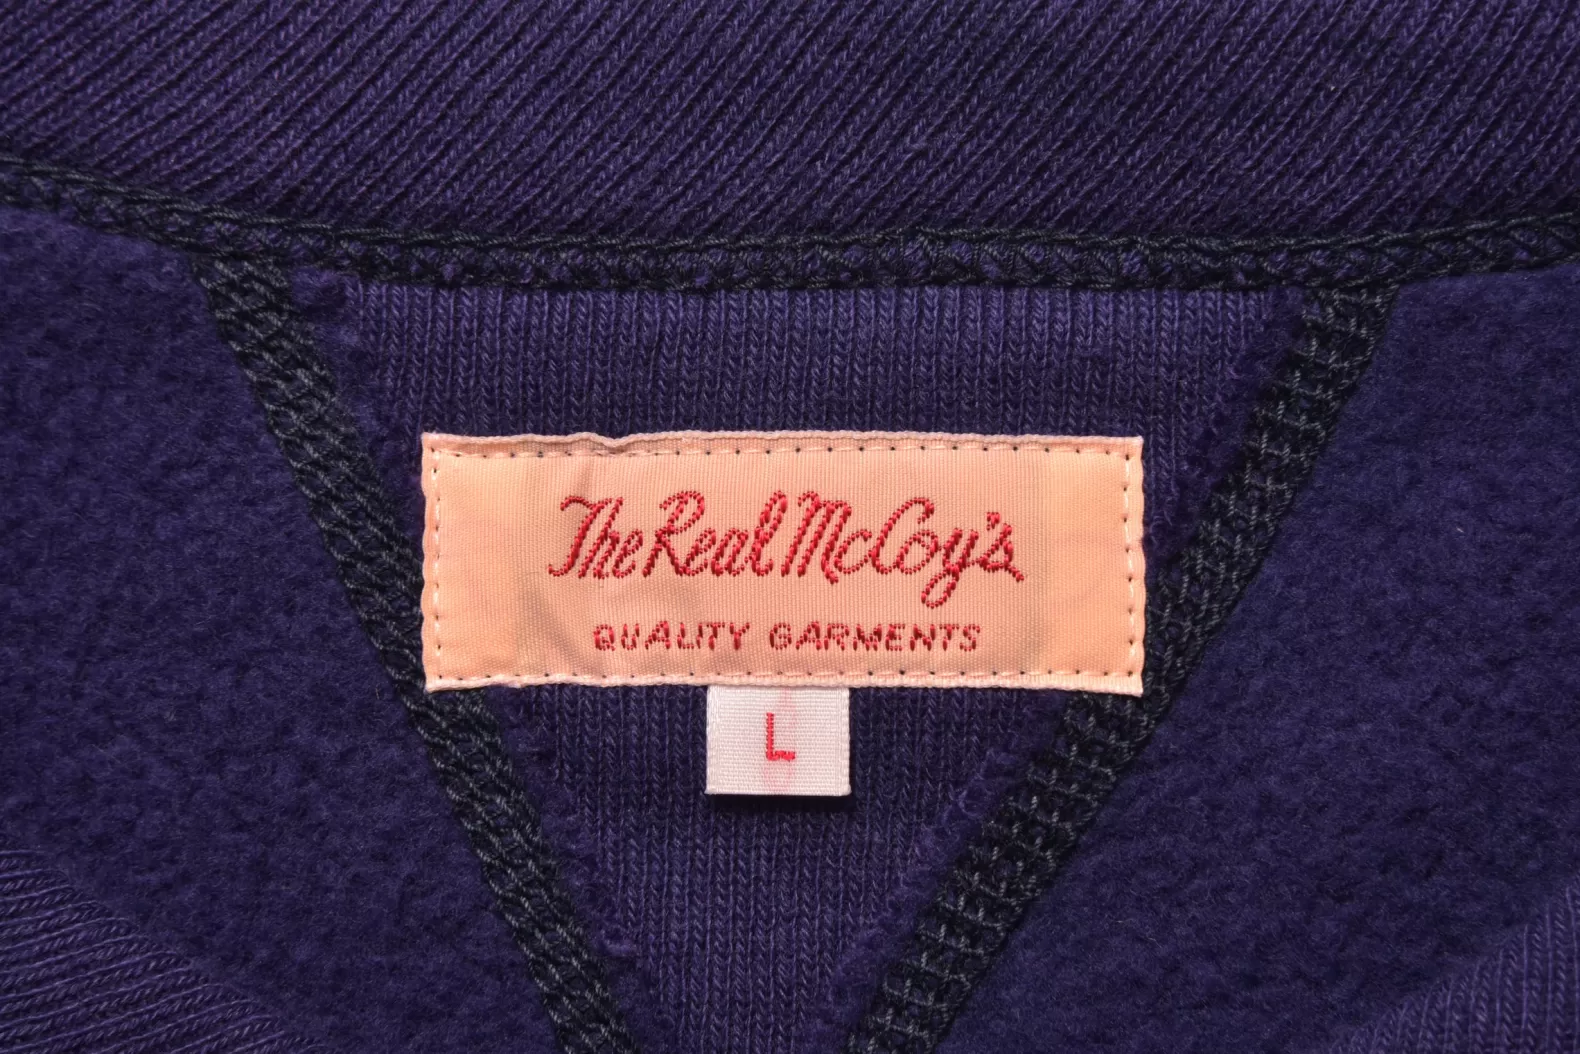 The Real McCoy's
QUALITY GARMENTS
L